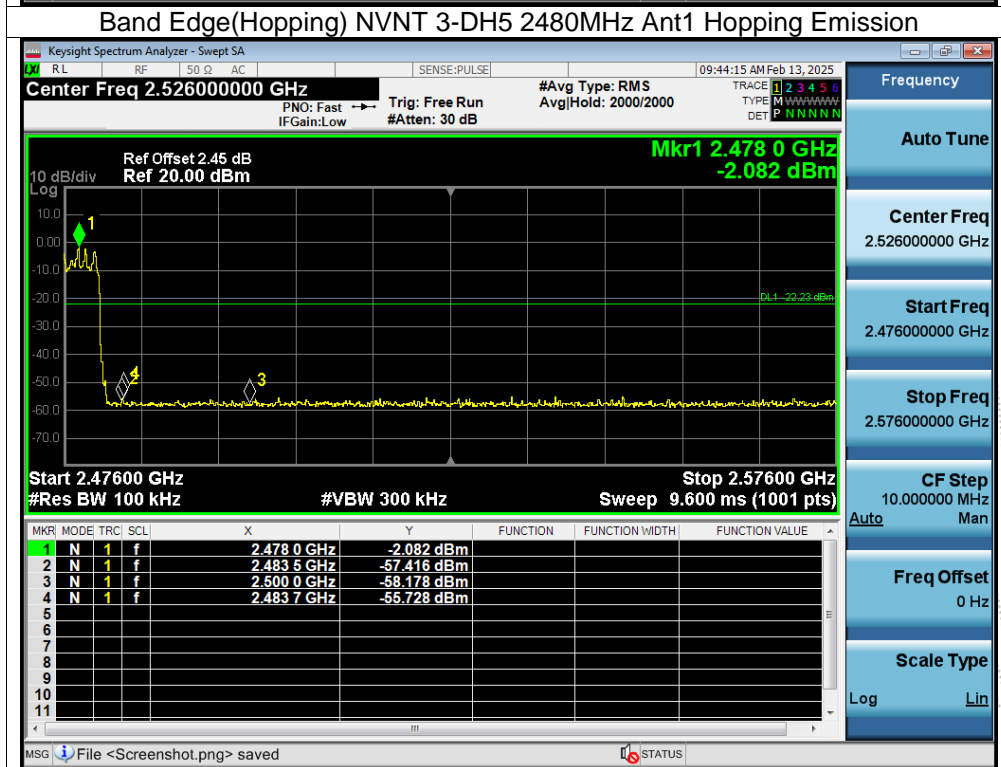 Band Edge(Hopping) NVNT 3-DH5 2480MHz Ant1 Hopping Emission
Keysight Spectrum Analyzer - Swept SA
LXI RL RF 50 Ω AC SENSE:PULSE 09:44:15 AM Feb 13, 2025
Center Freq 2.526000000 GHz
PNO: Fast
IFGain:Low
Trig: Free Run
#Atten: 30 dB
#Avg Type: RMS
Avg|Hold: 2000/2000
TRACE 1 2 3 4 5 6
TYPE M W W W W W
DET P N N N N N
Ref Offset 2.45 dB
Ref 20.00 dBm
10 dB/div
Log
Mkr1 2.478 0 GHz
-2.082 dBm
10.0
0.00
-10.0
-20.0
-30.0
-40.0
-50.0
-60.0
-70.0
1
DL1 -22.23 dBm
4
2
3
Start 2.47600 GHz Stop 2.57600 GHz
#Res BW 100 kHz #VBW 300 kHz Sweep 9.600 ms (1001 pts)
MKR MODE TRC SCL X Y FUNCTION FUNCTION WIDTH FUNCTION VALUE
1 N 1 f 2.478 0 GHz -2.082 dBm
2 N 1 f 2.483 5 GHz -57.416 dBm
3 N 1 f 2.500 0 GHz -58.178 dBm
4 N 1 f 2.483 7 GHz -55.728 dBm
5
6
7
8
9
10
11
MSG File <Screenshot.png> saved STATUS
Frequency
Auto Tune
Center Freq
2.526000000 GHz
Start Freq
2.476000000 GHz
Stop Freq
2.576000000 GHz
CF Step
10.000000 MHz
Auto Man
Freq Offset
0 Hz
Scale Type
Log Lin